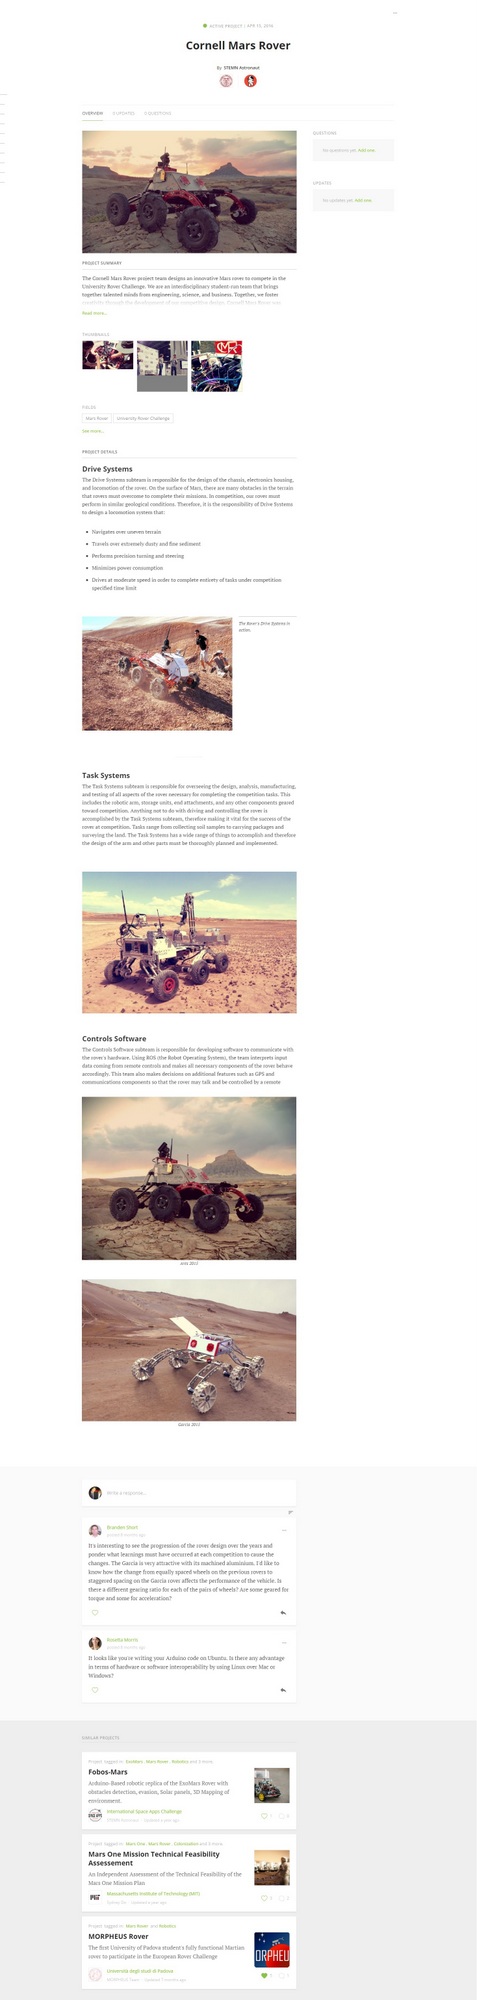 ACTIVE PROJECT | APR 10, 2016
Cornell Mars Rover
By STEMN Astronaut
OVERVIEW 0 UPDATES 0 QUESTIONS
QUESTIONS
No questions yet. Add one.
UPDATES
No updates yet. Add one.
PROJECT SUMMARY
The Cornell Mars Rover project team designs an innovative Mars rover to compete in the
University Rover Challenge. We are an interdisciplinary student-run team that brings
together talented minds from engineering, science, and business. Together, we foster
Read more...
THUMBNAILS
FIELDS
Mars Rover University Rover Challenge
See more...
PROJECT DETAILS
Drive Systems
The Drive Systems subteam is responsible for the design of the chassis, electronics housing,
and locomotion of the rover. On the surface of Mars, there are many obstacles in the terrain
that rovers must overcome to complete their missions. In competition, our rover must
perform in similar geological conditions. Therefore, it is the responsibility of Drive Systems
to design a locomotion system that:
• Navigates over uneven terrain
• Travels over extremely dusty and fine sediment
• Performs precision turning and steering
• Minimizes power consumption
• Drives at moderate speed in order to complete entirety of tasks under competition
specified time limit
The Rover's Drive Systems in
action.
Task Systems
The Task Systems subteam is responsible for overseeing the design, analysis, manufacturing,
and testing of all aspects of the rover necessary for completing the competition tasks. This
includes the robotic arm, storage units, end attachments, and any other components geared
toward competition. Anything not to do with driving and controlling the rover is
accomplished by the Task Systems subteam, therefore making it vital for the success of the
rover at competition. Tasks range from collecting soil samples to carrying packages and
surveying the land. The Task Systems has a wide range of things to accomplish and therefore
the design of the arm and other parts must be thoroughly planned and implemented.
Controls Software
The Controls Software subteam is responsible for developing software to communicate with
the rover's hardware. Using ROS (the Robot Operating System), the team interprets input
data coming from remote controls and makes all necessary components of the rover behave
accordingly. This team also makes decisions on additional features such as GPS and
communications components so that the rover may talk and be controlled by a remote
Write a response...
Branden Short
It's interesting to see the progression of the rover design over the years and
ponder what learnings must have occurred at each competition to cause the
changes. The Garcia is very attractive with its machined aluminium. I'd like to
know how the change from equally spaced wheels on the previous rovers to
staggered spacing on the Garcia rover affects the performance of the vehicle. Is
there a different gearing ratio for each of the pairs of wheels? Are some geared for
torque and some for acceleration?
Rosetta Morris
It looks like you're writing your Arduino code on Ubuntu. Is there any advantage
in terms of hardware or software interoperability by using Linux over Mac or
Windows?
SIMILAR PROJECTS
Project tagged in: ExoMars · Mars Rover · Robotics and 3 more.
Fobos-Mars
Arduino-Based robotic replica of the ExoMars Rover with
obstacles detection, evasion, Solar panels, 3D Mapping of
environment.
International Space Apps Challenge
Project tagged in: Mars One · Mars Rover · Colonisation and 3 more.
Mars One Mission Technical Feasibility
Assessement
An Independent Assessment of the Technical Feasibility of the
Mars One Mission Plan
Massachusetts Institute of Technology (MIT)
Project tagged in: Mars Rover and Robotics
MORPHEUS Rover
The first University of Padova student's fully functional Martian
rover to participate in the European Rover Challenge
Università degli studi di Padova